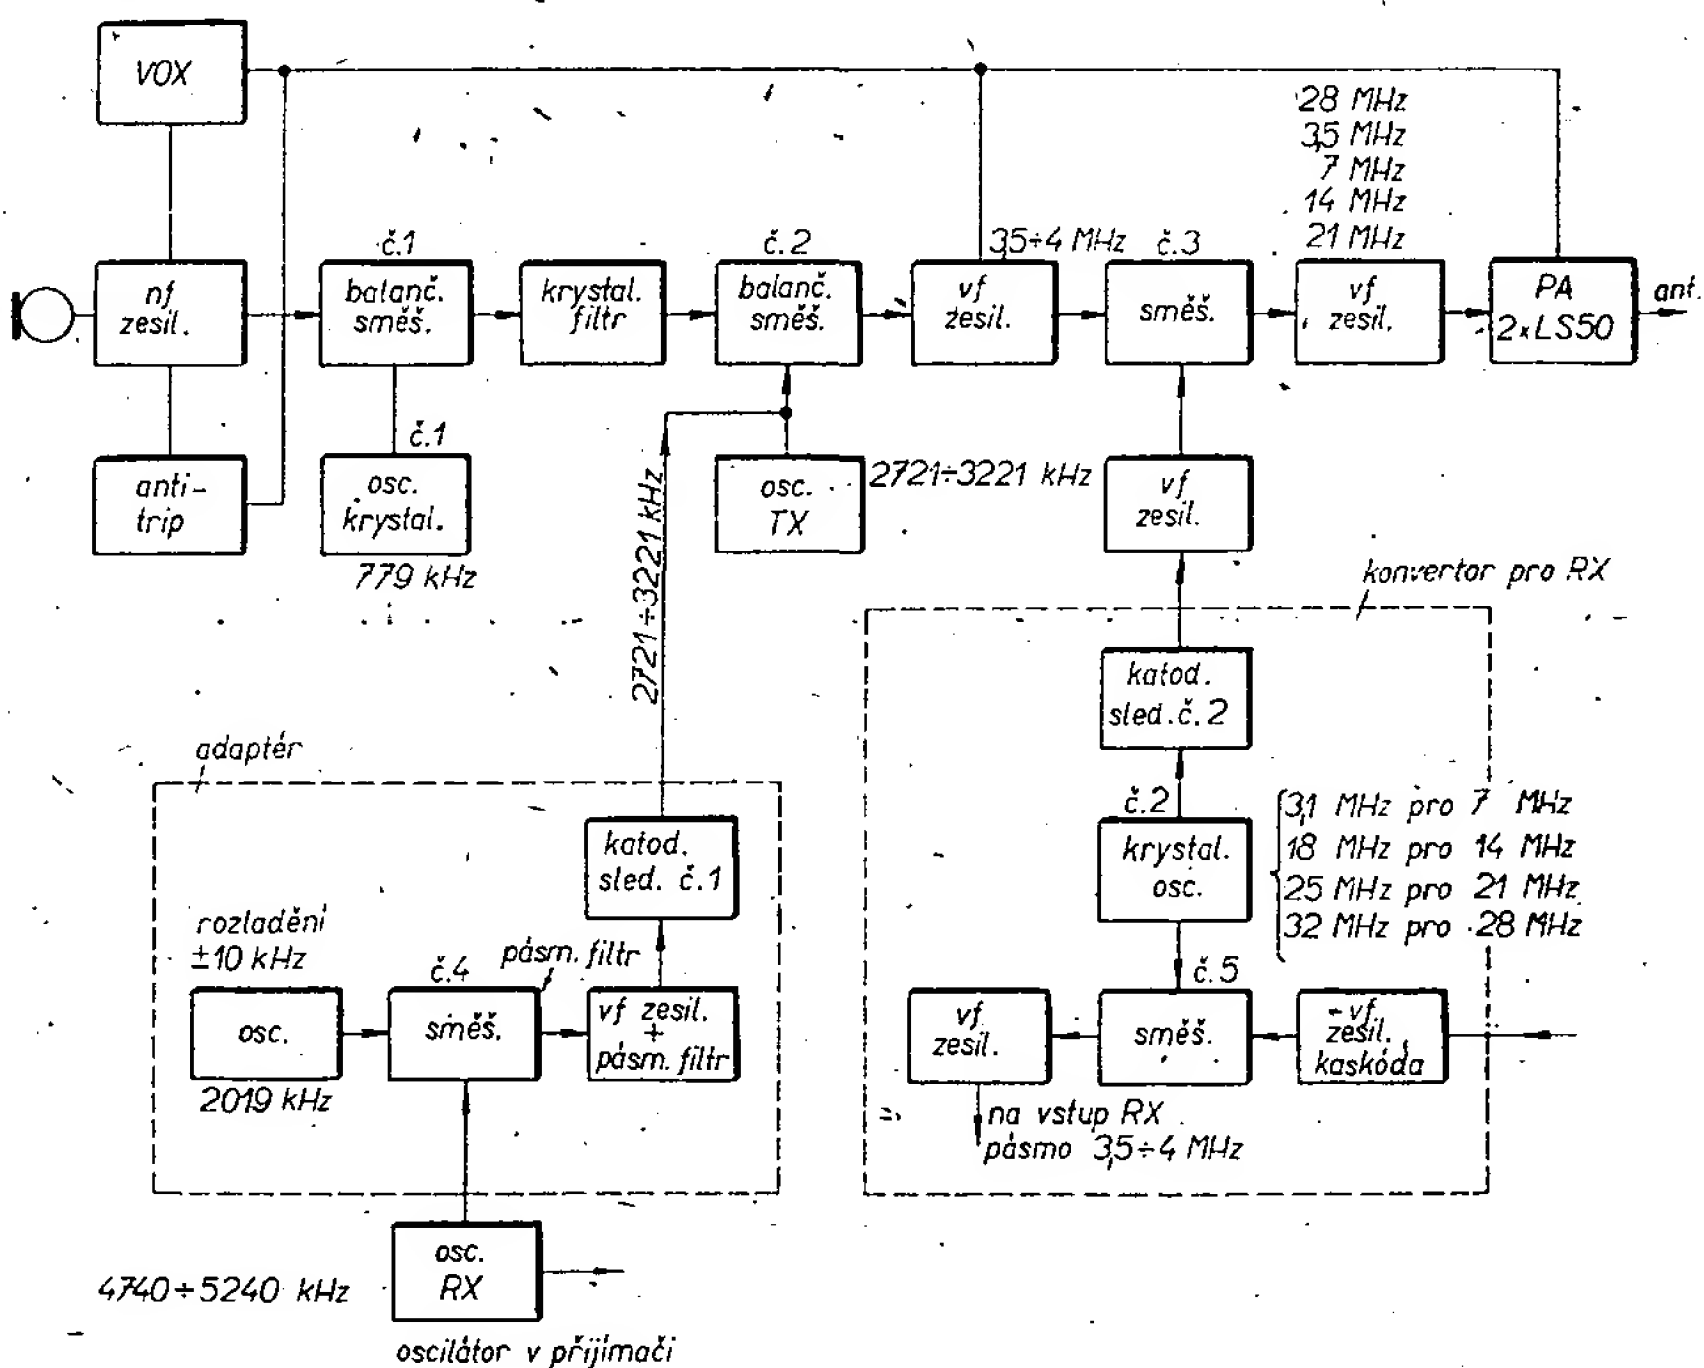 VOX
28 MHz
3,5 MHz
7 MHz
14 MHz
21 MHz
nf
zesil.
č.1
balanč.
směš.
krystal.
filtr
č.2
balanč.
směš.
3,5÷4 MHz
vf
zesil.
č.3
směš.
vf
zesil.
PA
2×LS50
ant.
anti-
trip
č.1
osc.
krystal.
779 kHz
osc.
TX
2721÷3221 kHz
vf
zesil.
2721÷3221 kHz
konvertor pro RX
katod.
sled. č.2
č.2
krystal.
osc.
3,1 MHz pro 7 MHz
18 MHz pro 14 MHz
25 MHz pro 21 MHz
32 MHz pro 28 MHz
adaptér
katod.
sled. č.1
rozladění
±10 kHz
osc.
2019 kHz
č.4
směš.
pásm. filtr
vf zesil.
+
pásm. filtr
vf
zesil.
č.5
směš.
vf
zesil.
kaskóda
na vstup RX
pásmo 3,5÷4 MHz
4740÷5240 kHz
osc.
RX
oscilátor v přijímači